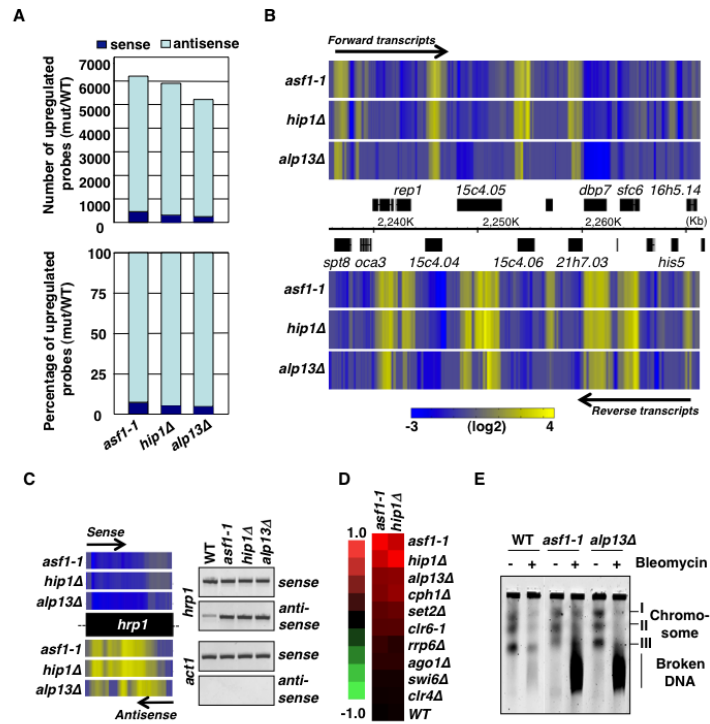 A
sense antisense
Number of upregulated
probes (mut/WT)
7000
6000
5000
4000
3000
2000
1000
0
Percentage of upregulated
probes (mut/WT)
100
75
50
25
0
asf1-1 hip1Δ alp13Δ
B
Forward transcripts
asf1-1
hip1Δ
alp13Δ
rep1 15c4.05 dbp7 sfc6 16h5.14
2,240K 2,250K 2,260K (Kb)
spt8 oca3 15c4.04 15c4.06 21h7.03 his5
asf1-1
hip1Δ
alp13Δ
Reverse transcripts
-3 (log2) 4
C
Sense
asf1-1
hip1Δ
alp13Δ
hrp1
asf1-1
hip1Δ
alp13Δ
Antisense
WT asf1-1 hip1Δ alp13Δ
hrp1
sense
anti-
sense
act1
sense
anti-
sense
D
asf1-1 hip1Δ
1.0
-1.0
asf1-1
hip1Δ
alp13Δ
cph1Δ
set2Δ
clr6-1
rrp6Δ
ago1Δ
swi6Δ
clr4Δ
WT
E
WT asf1-1 alp13Δ
- + - + - + Bleomycin
I
II
III
Chromo-
some
Broken
DNA